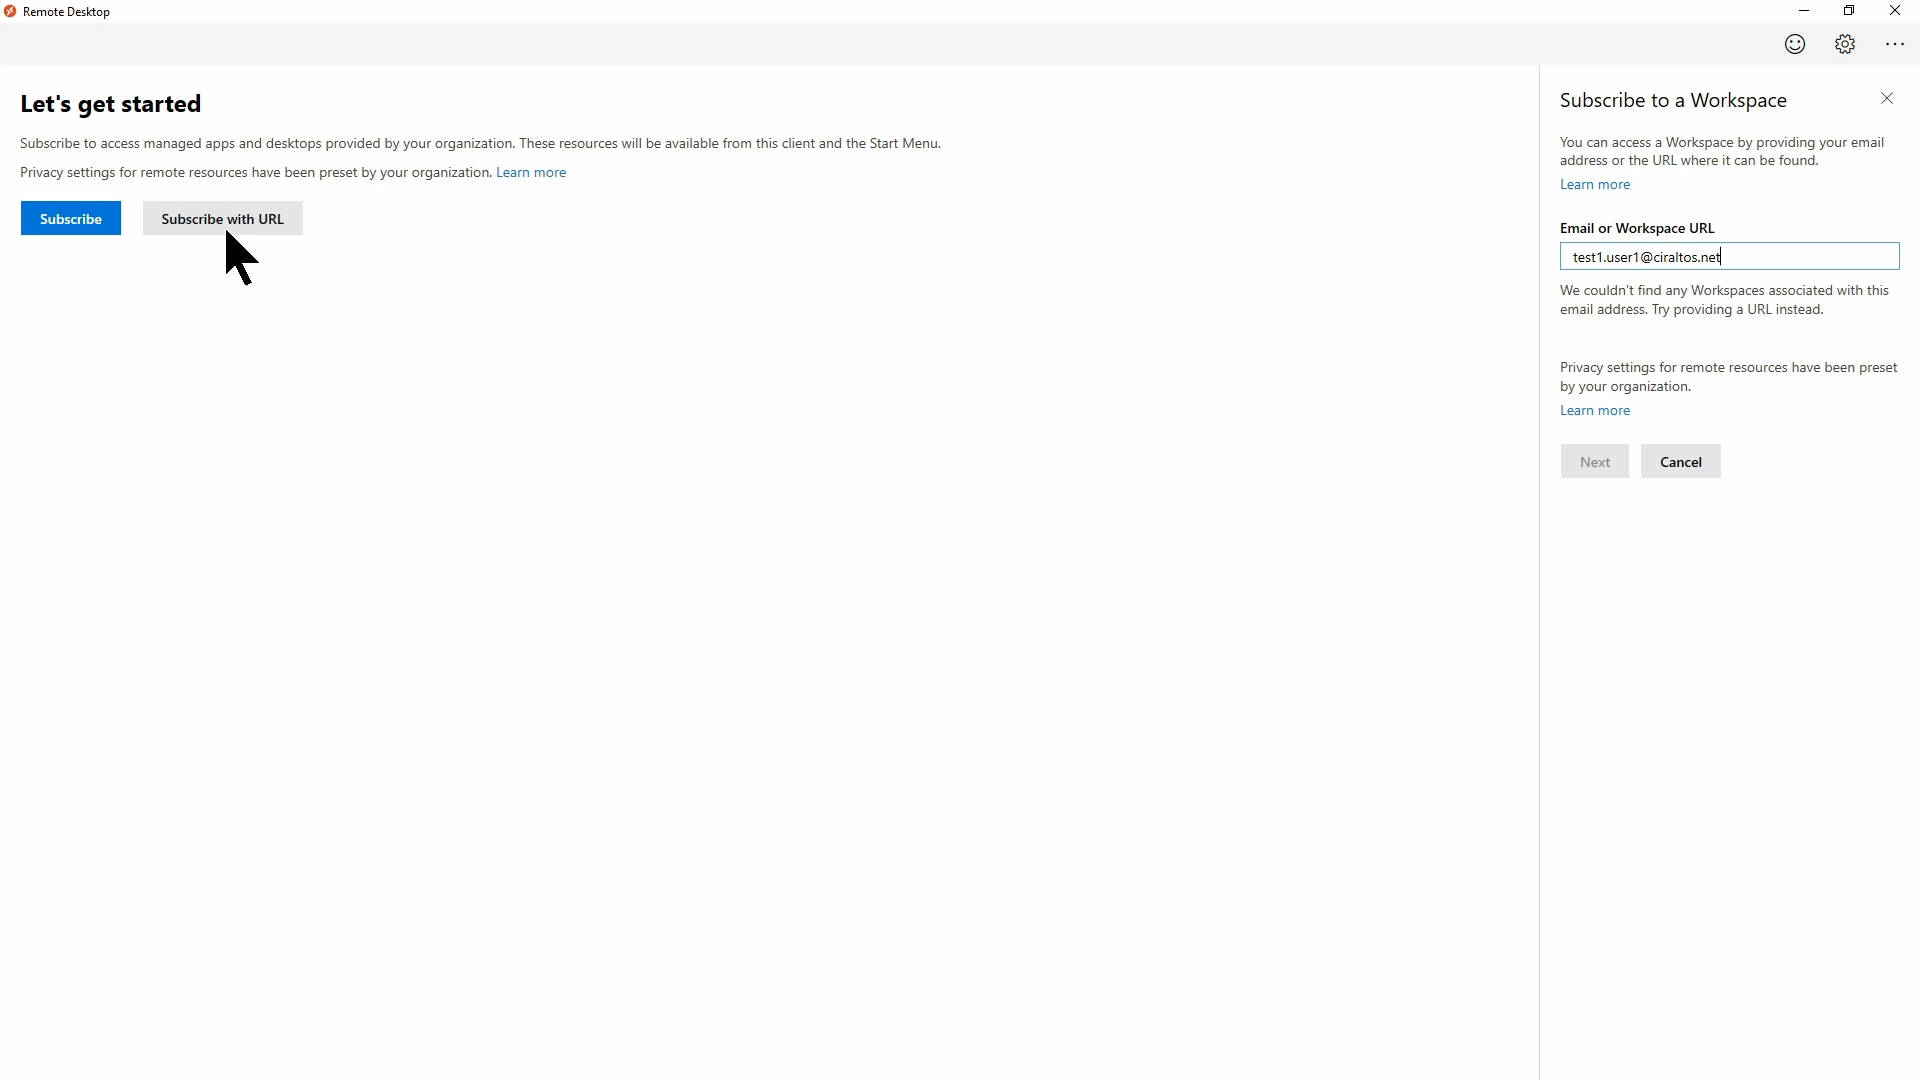 Remote Desktop
Let's get started
Subscribe to access managed apps and desktops provided by your organization. These resources will be available from this client and the Start Menu.
Privacy settings for remote resources have been preset by your organization. Learn more
Subscribe
Subscribe with URL
Subscribe to a Workspace
You can access a Workspace by providing your email
address or the URL where it can be found.
Learn more
Email or Workspace URL
test1.user1@ciraltos.net
We couldn't find any Workspaces associated with this
email address. Try providing a URL instead.
Privacy settings for remote resources have been preset
by your organization.
Learn more
Next
Cancel